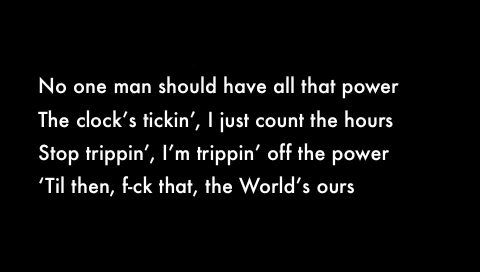 No one man should have all that power
The clock’s tickin’, I just count the hours
Stop trippin’, I’m trippin’ off the power
‘Til then, f-ck that, the World’s ours